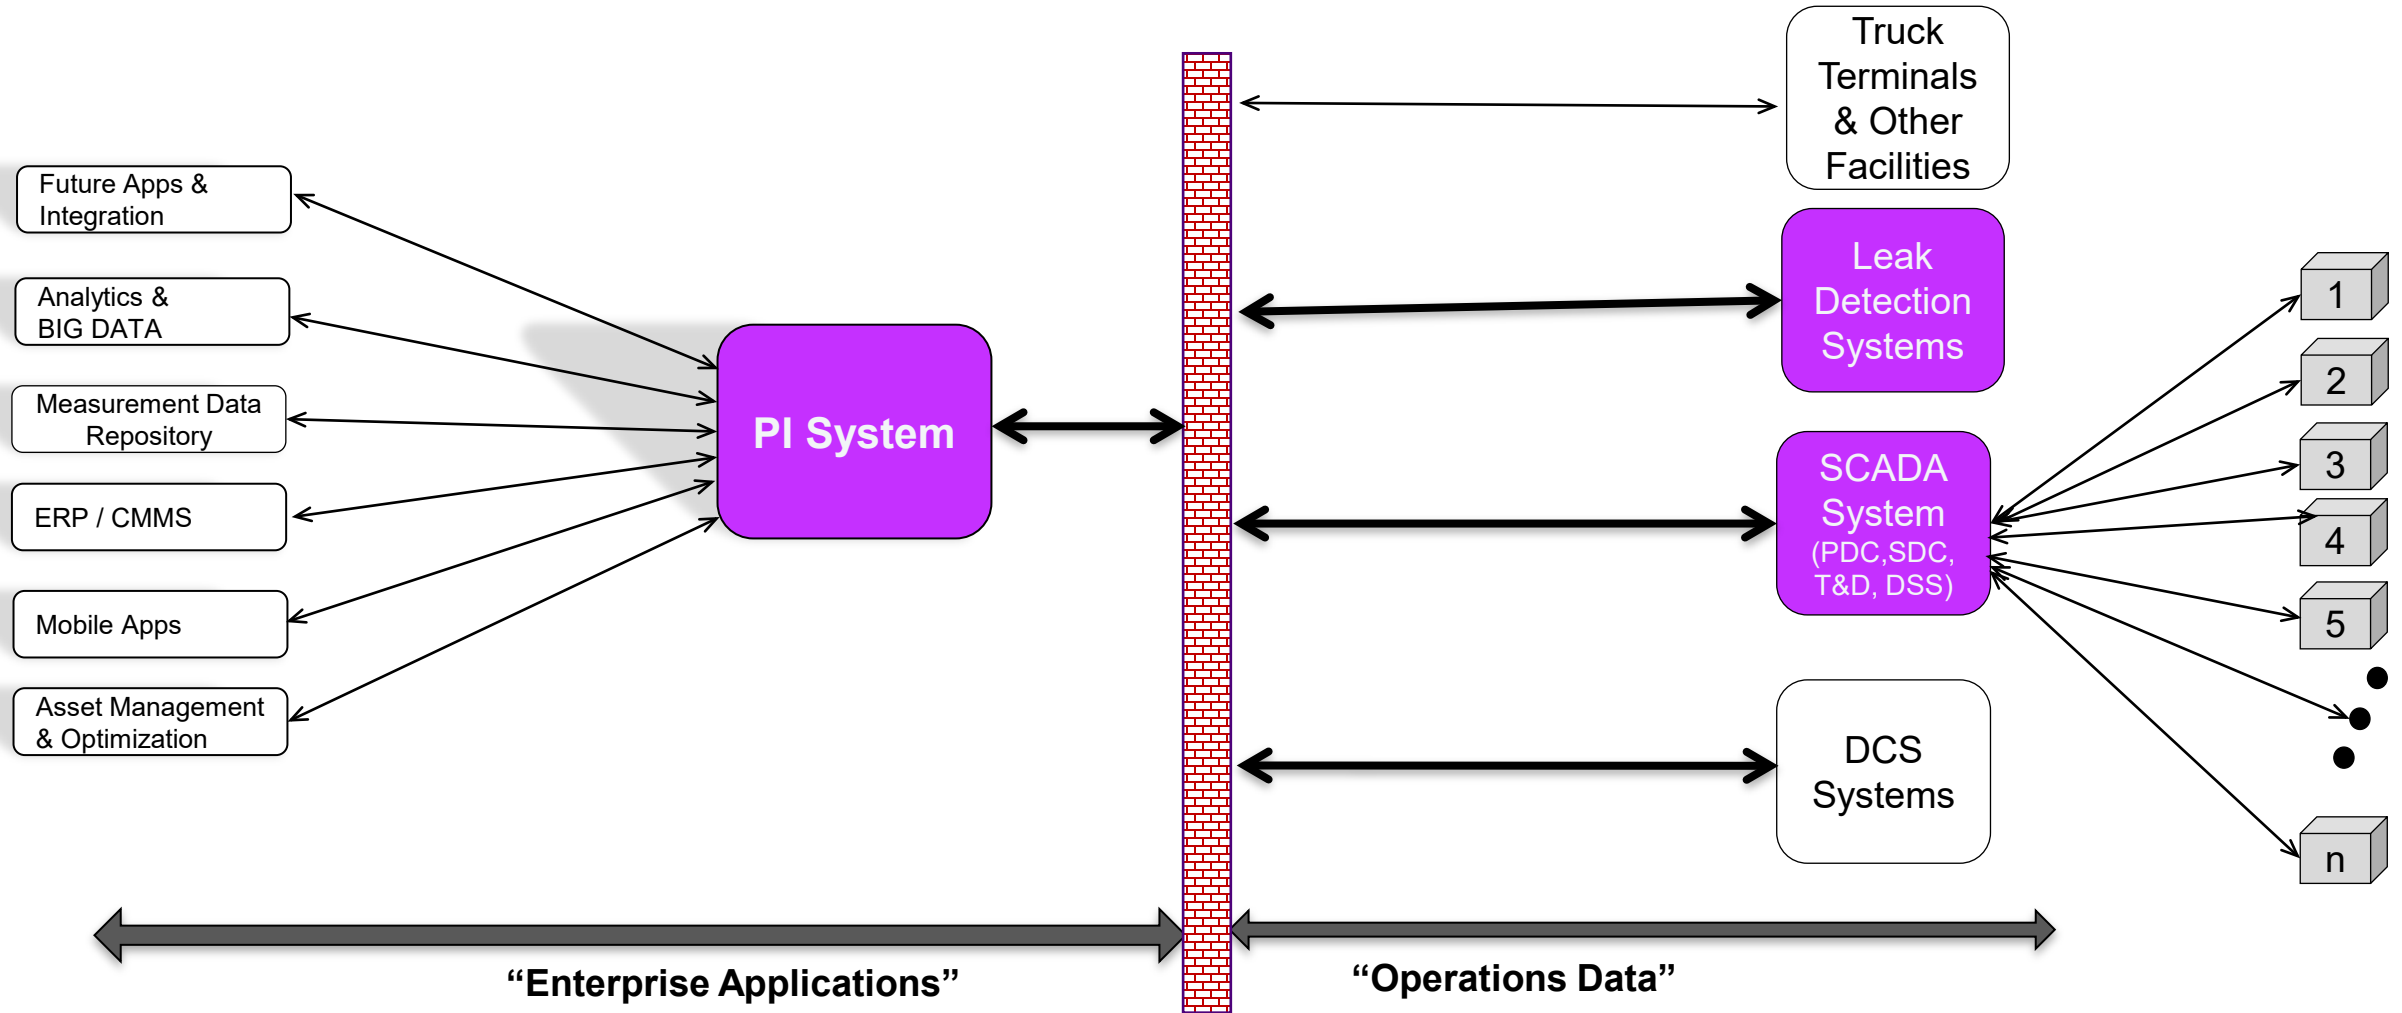 Truck
Terminals
& Other
Facilities
Future Apps &
Integration
Analytics &
BIG DATA
Measurement Data
Repository
ERP / CMMS
Mobile Apps
Asset Management
& Optimization
PI System
Leak
Detection
Systems
SCADA
System
(PDC,SDC,
T&D, DSS)
DCS
Systems
1
2
3
4
5
n
“Enterprise Applications”
“Operations Data”